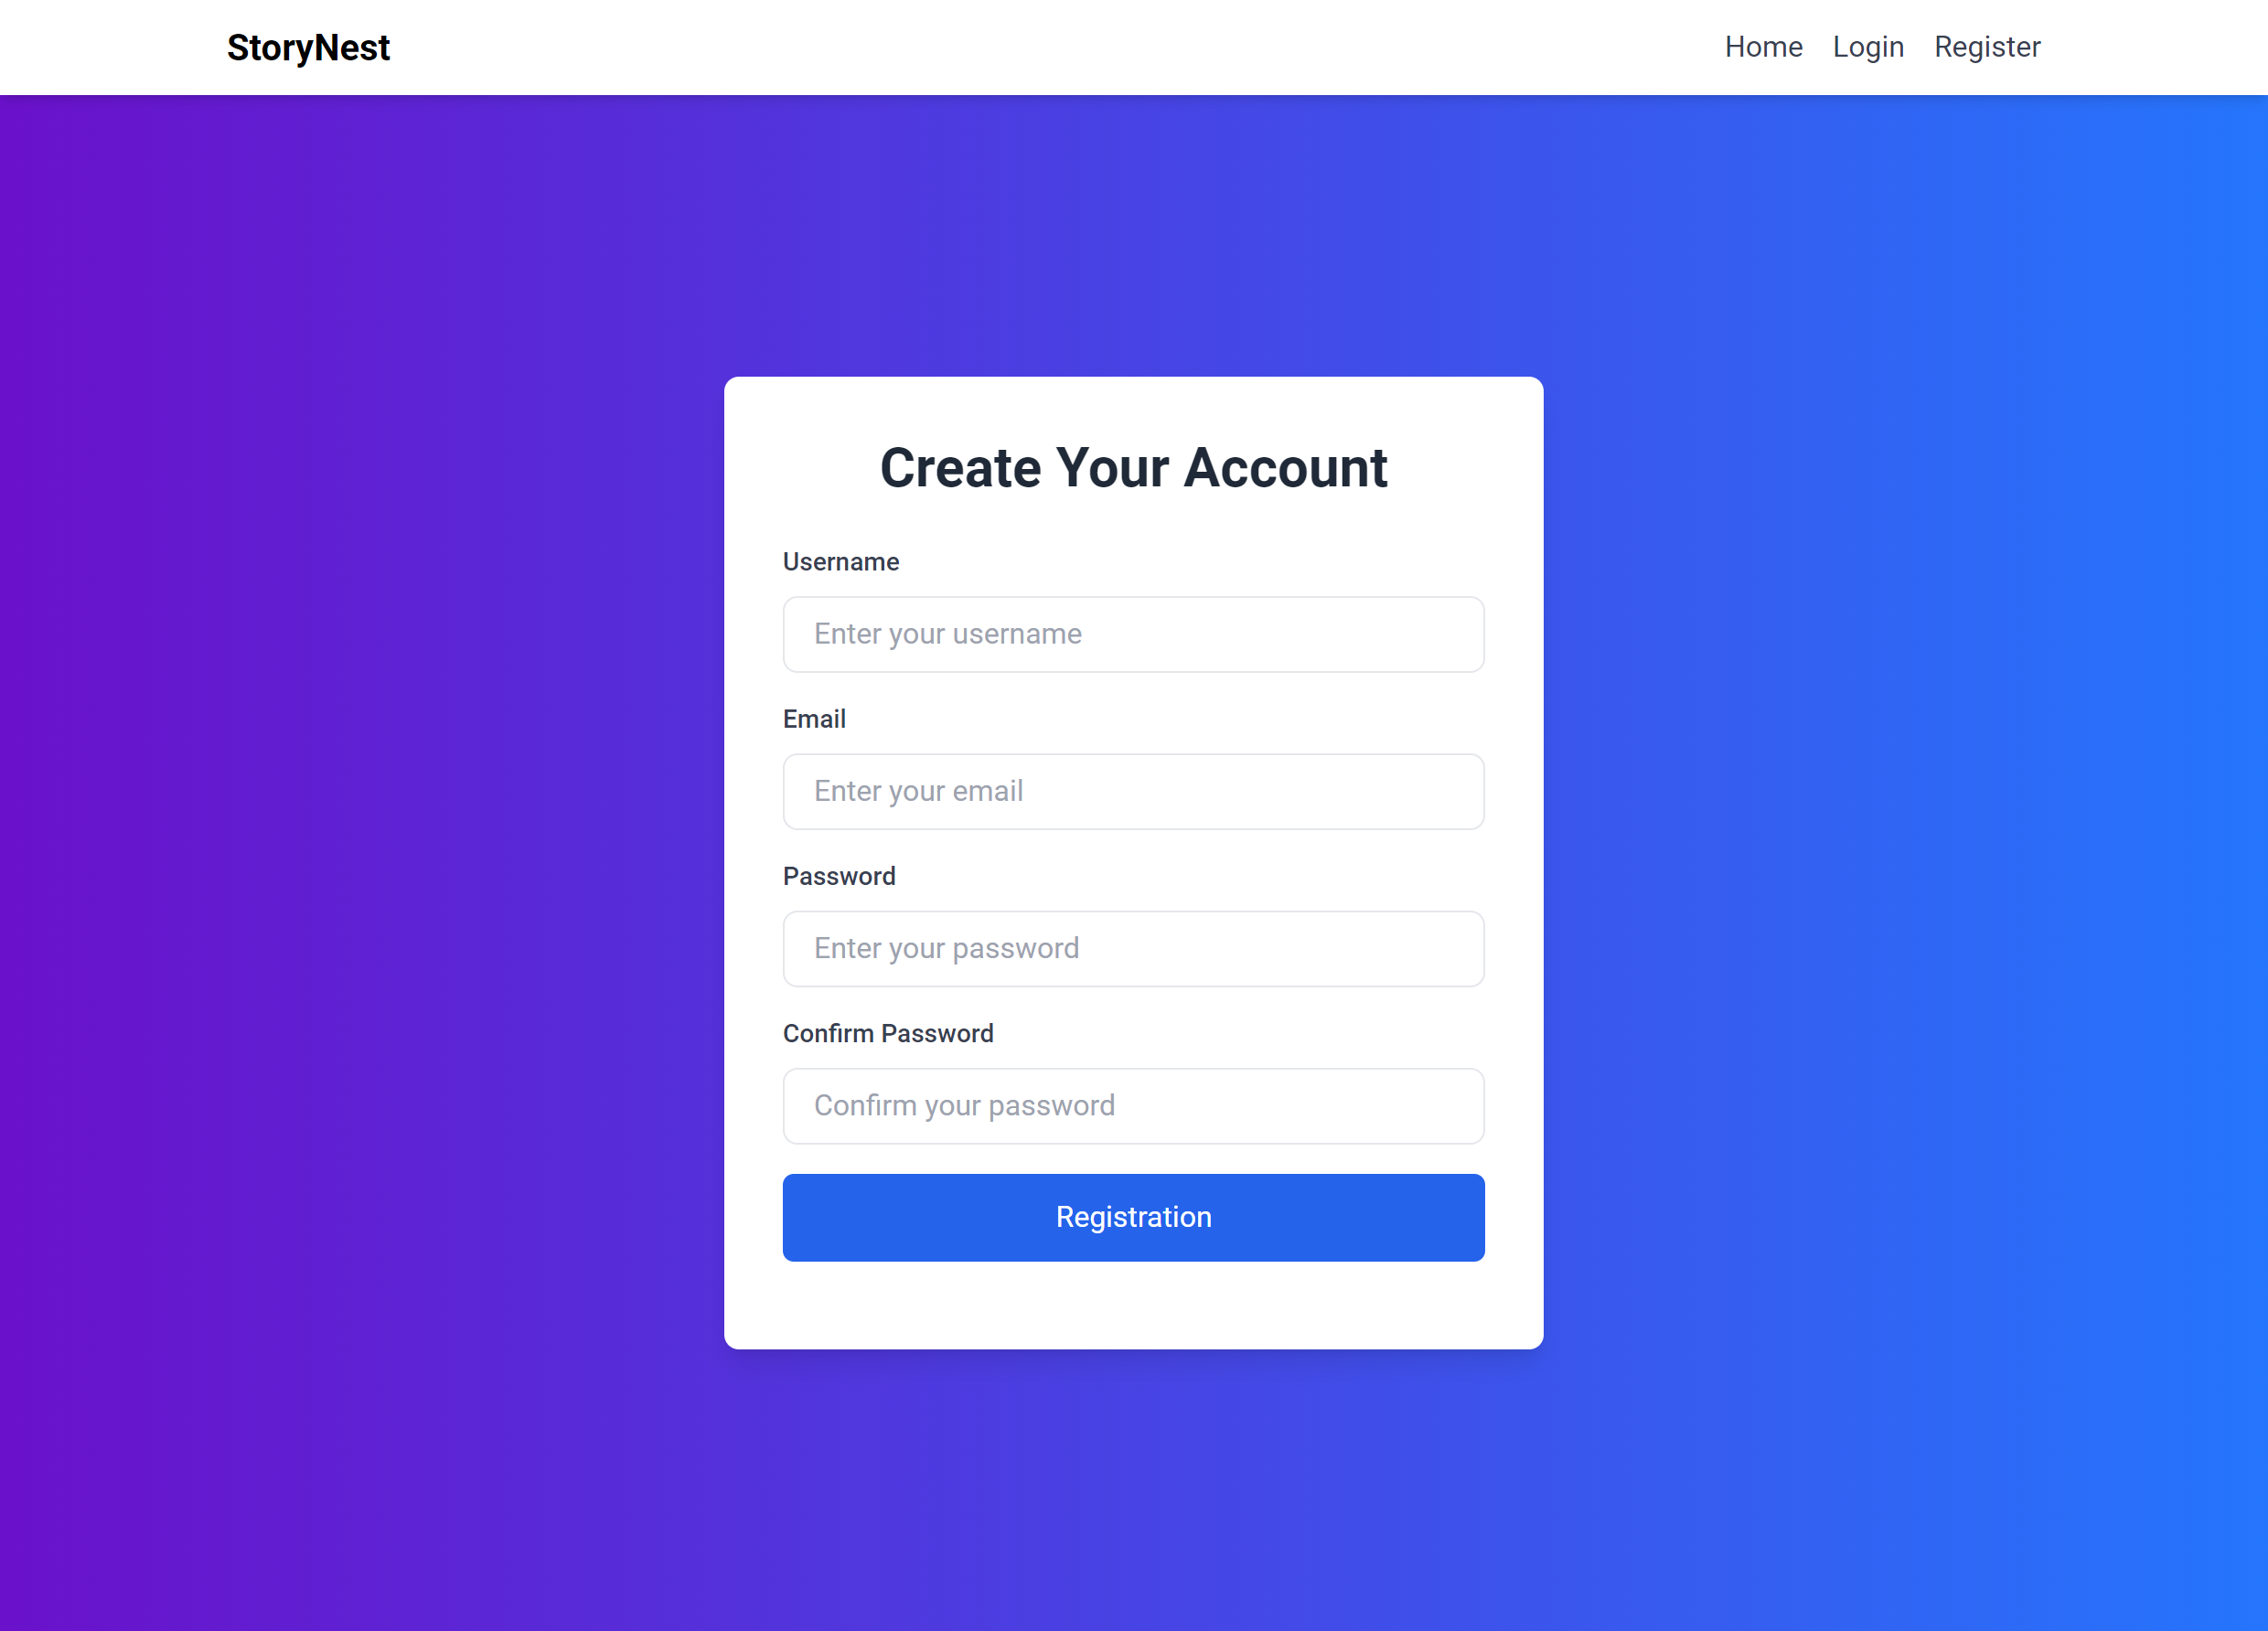 StoryNest
Home Login Register
Create Your Account
Username
Enter your username
Email
Enter your email
Password
Enter your password
Confirm Password
Confirm your password
Registration